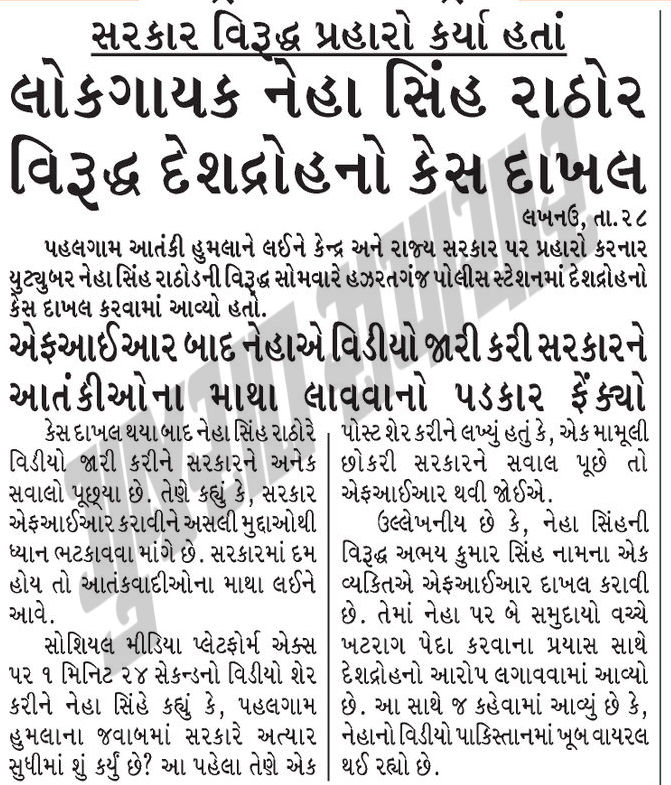 સરકાર વિરૂદ્ધ પ્રહારો કર્યા હતાં
લોકગાયક નેહા સિંહ રાઠોર
વિરૂદ્ધ દેશદ્રોહનો કેસ દાખલ
લખનઉ, તા.૨૮
પહલગામ આતંકી હુમલાને લઈને કેન્દ્ર અને રાજ્ય સરકાર પર પ્રહારો કરનાર
યુટ્યુબર નેહા સિંહ રાઠોડની વિરૂદ્ધ સોમવારે હઝરતગંજ પોલીસ સ્ટેશનમાં દેશદ્રોહનો
કેસ દાખલ કરવામાં આવ્યો હતો.
એફઆઈઆર બાદ નેહાએ વિડીયો જારી કરી સરકારને
આતંકીઓના માથા લાવવાનો પડકાર ફેંક્યો
કેસ દાખલ થયા બાદ નેહા સિંહ રાઠોરે
વિડીયો જારી કરીને સરકારને અનેક
સવાલો પૂછ્યા છે. તેણે કહ્યું કે, સરકાર
એફઆઈઆર કરાવીને અસલી મુદ્દાઓથી
ધ્યાન ભટકાવવા માંગે છે. સરકારમાં દમ
હોય તો આતંકવાદીઓના માથા લઈને
આવે.
સોશિયલ મીડિયા પ્લેટફોર્મ એક્સ
પર ૧ મિનિટ ૨૪ સેકન્ડનો વિડીયો શેર
કરીને નેહા સિંહે કહ્યું કે, પહલગામ
હુમલાના જવાબમાં સરકારે અત્યાર
સુધીમાં શું કર્યું છે? આ પહેલા તેણે એક
પોસ્ટ શેર કરીને લખ્યું હતું કે, એક મામૂલી
છોકરી સરકારને સવાલ પૂછે તો
એફઆઈઆર થવી જોઈએ.
ઉલ્લેખનીય છે કે, નેહા સિંહની
વિરૂદ્ધ અભય કુમાર સિંહ નામના એક
વ્યકિતએ એફઆઈઆર દાખલ કરાવી
છે. તેમાં નેહા પર બે સમુદાયો વચ્ચે
ખટરાગ પેદા કરવાના પ્રયાસ સાથે
દેશદ્રોહનો આરોપ લગાવવામાં આવ્યો
છે. આ સાથે જ કહેવામાં આવ્યું છે કે,
નેહાનો વિડીયો પાકિસ્તાનમાં ખૂબ વાયરલ
થઈ રહ્યો છે.
ગુજરાત સમાચાર